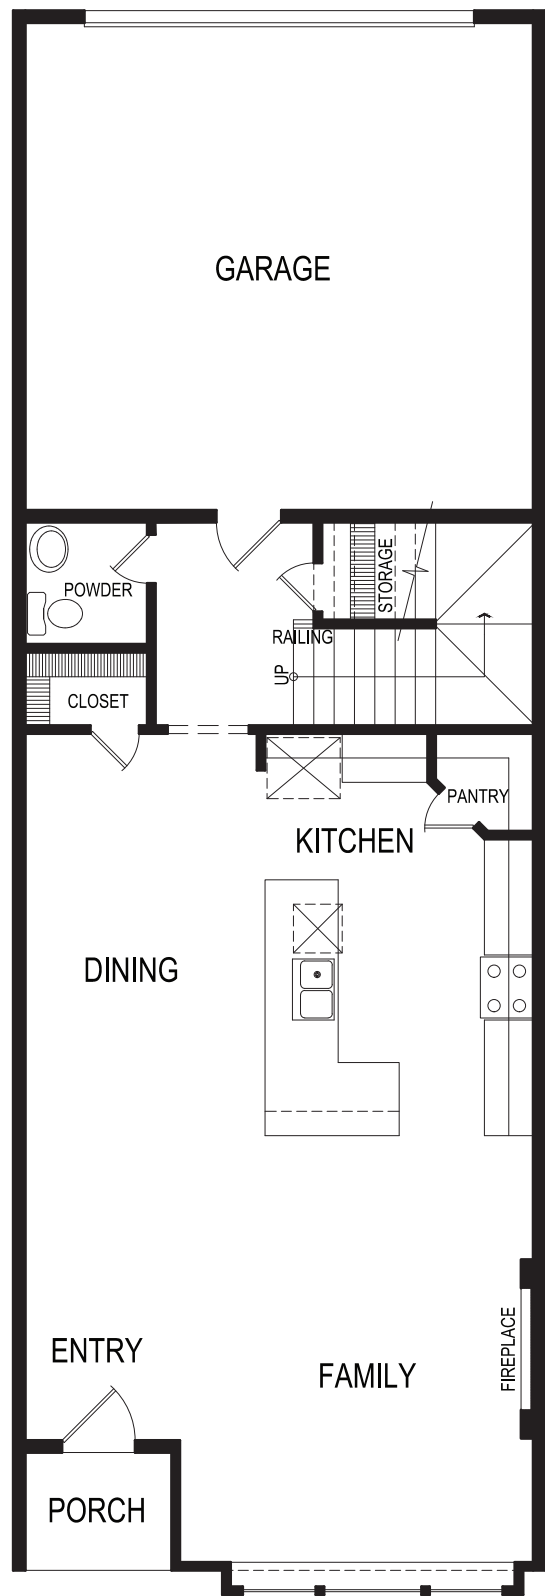 GARAGE
STORAGE
POWDER
RAILING
UP
CLOSET
PANTRY
KITCHEN
DINING
FIREPLACE
ENTRY
FAMILY
PORCH